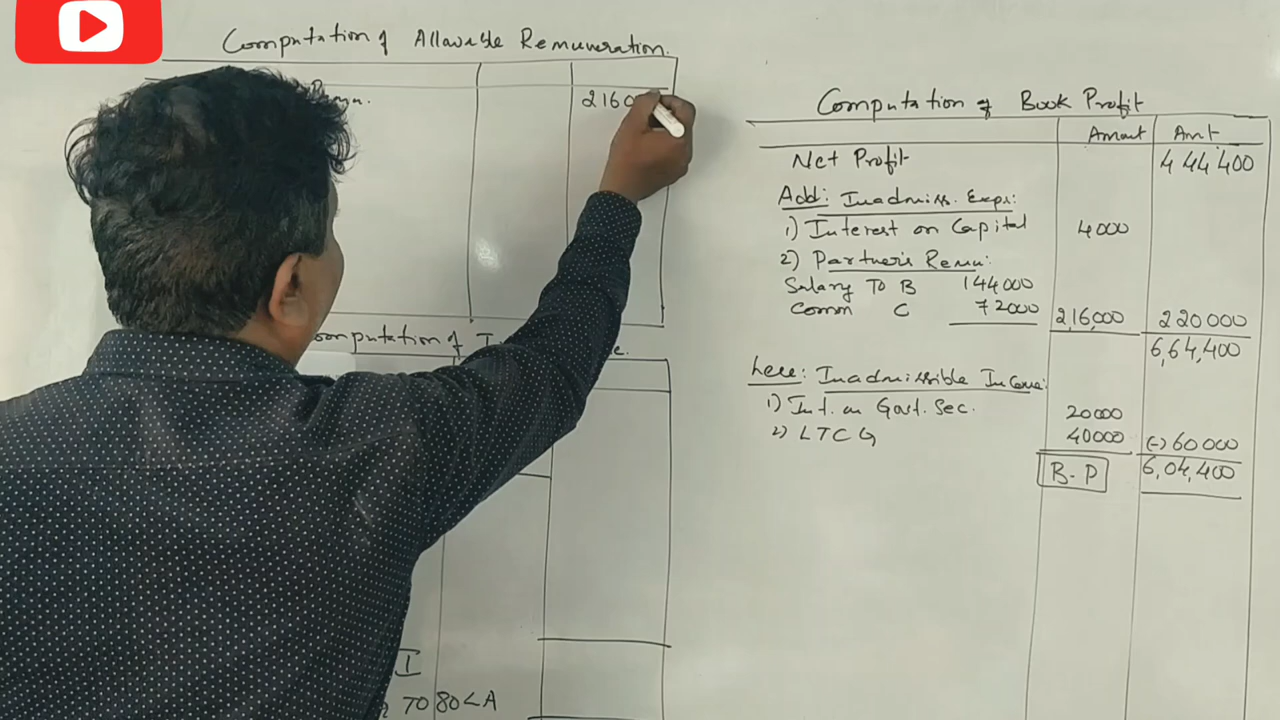 Computation of Allowable Remuneration.
2160
Computation of Book Profit
Amount Amt
Net Profit 4 44 400
Add: Inadmiss. Exps:
1) Interest on Capital 4000
2) Partner's Remu:
Salary To B 144000
Comm C 72000 2,16,000 220000
6,64,400
Less: Inadmissible Income:
1) Int. on Govt. Sec. 20000
2) LTCG 40000 (-) 60000
B.P 6,04,400
omputation of
e.
I
TO 80 < A